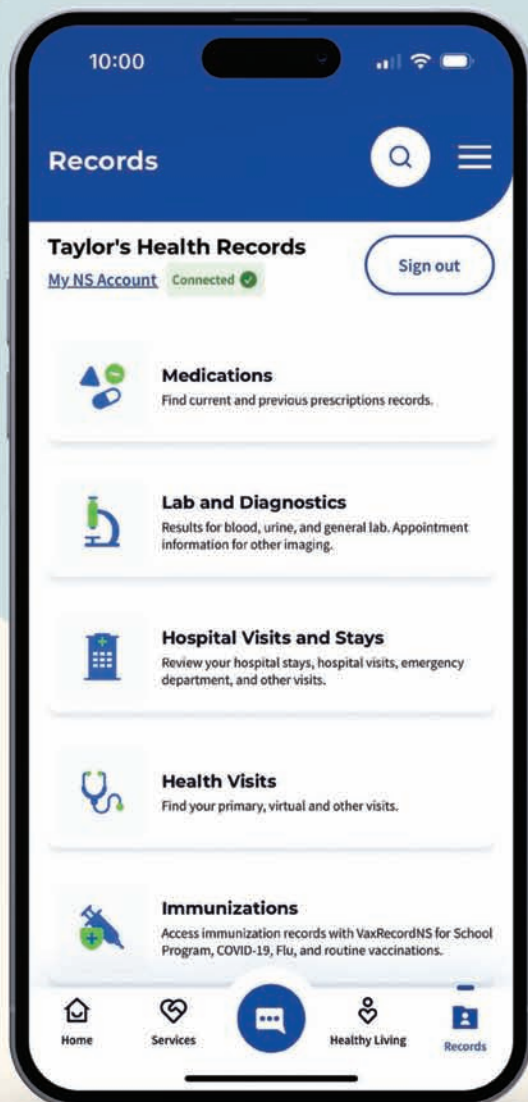 10:00
Records
Taylor's Health Records
Sign out
My NS Account Connected
Medications
Find current and previous prescriptions records.
Lab and Diagnostics
Results for blood, urine, and general lab. Appointment
information for other imaging.
Hospital Visits and Stays
Review your hospital stays, hospital visits, emergency
department, and other visits.
Health Visits
Find your primary, virtual and other visits.
Immunizations
Access immunization records with VaxRecordNS for School
Program, COVID-19, Flu, and routine vaccinations.
Home
Services
Healthy Living
Records